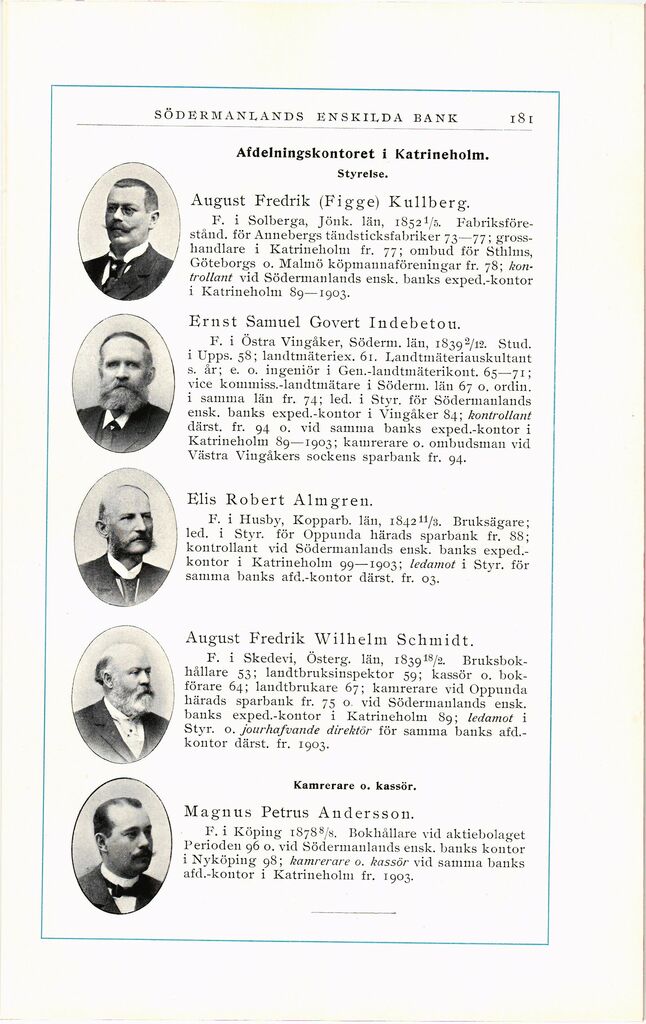 SÖDERMANLANDS ENSKILDA BANK 181
Afdelningskontoret i Katrineholm.
Styrelse.
August Fredrik (Figge) Kullberg.
F. i Solberga, Jönk. län, 1852 1/5. Fabriksföre-
stånd. för Annebergs tändsticksfabriker 73—77; gross-
handlare i Katrineholm fr. 77; ombud för Sthlms,
Göteborgs o. Malmö köpmannaföreningar fr. 78; kon-
trollant vid Södermanlands ensk. banks exped.-kontor
i Katrineholm 89—1903.
Ernst Samuel Govert Indebetou.
F. i Östra Vingåker, Söderm. län, 1839 2/12. Stud.
i Upps. 58; landtmäteriex. 61. Landtmäteriauskultant
s. år; e. o. ingeniör i Gen.-landtmäterikont. 65—71;
vice kommiss.-landtmätare i Söderm. län 67 o. ordin.
i samma län fr. 74; led. i Styr. för Södermanlands
ensk. banks exped.-kontor i Vingåker 84; kontrollant
därst. fr. 94 o. vid samma banks exped.-kontor i
Katrineholm 89—1903; kamrerare o. ombudsman vid
Västra Vingåkers sockens sparbank fr. 94.
Elis Robert Almgren.
F. i Husby, Kopparb. län, 1842 11/3. Bruksägare;
led. i Styr. för Oppunda härads sparbank fr. 88;
kontrollant vid Södermanlands ensk. banks exped.-
kontor i Katrineholm 99—1903; ledamot i Styr. för
samma banks afd.-kontor därst. fr. 03.
August Fredrik Wilhelm Schmidt.
F. i Skedevi, Österg. län, 1839 18/2. Bruksbok-
hållare 53; landtbruksinspektor 59; kassör o. bok-
förare 64; landtbrukare 67; kamrerare vid Oppunda
härads sparbank fr. 75 o. vid Södermanlands ensk.
banks exped.-kontor i Katrineholm 89; ledamot i
Styr. o. jourhafvande direktör för samma banks afd.-
kontor därst. fr. 1903.
Kamrerare o. kassör.
Magnus Petrus Andersson.
F. i Köping 1878 8/8. Bokhållare vid aktiebolaget
Perioden 96 o. vid Södermanlands ensk. banks kontor
i Nyköping 98; kamrerare o. kassör vid samma banks
afd.-kontor i Katrineholm fr. 1903.